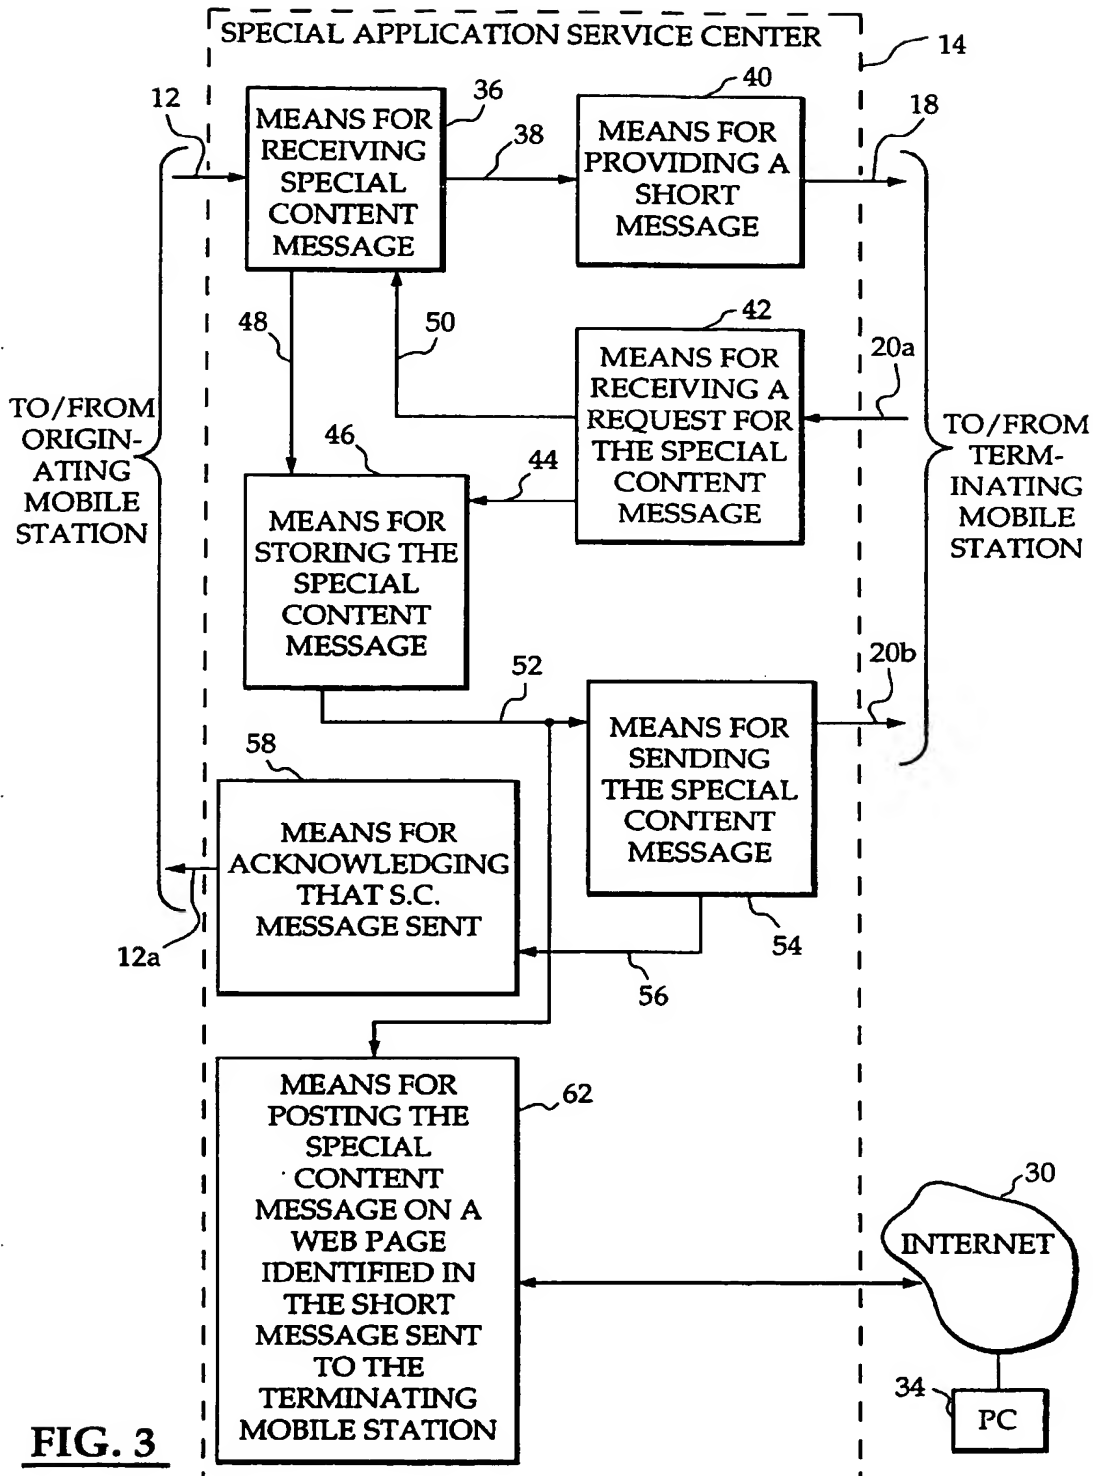 SPECIAL APPLICATION SERVICE CENTER
14
12
36
38
40
18
MEANS FOR
RECEIVING
SPECIAL
CONTENT
MESSAGE
MEANS FOR
PROVIDING A
SHORT
MESSAGE
48
50
42
20a
MEANS FOR
RECEIVING A
REQUEST FOR
THE SPECIAL
CONTENT
MESSAGE
TO/FROM
ORIGIN-
ATING
MOBILE
STATION
TO/FROM
TERM-
INATING
MOBILE
STATION
46
44
MEANS FOR
STORING THE
SPECIAL
CONTENT
MESSAGE
52
20b
MEANS FOR
SENDING
THE SPECIAL
CONTENT
MESSAGE
58
MEANS FOR
ACKNOWLEDGING
THAT S.C.
MESSAGE SENT
12a
54
56
MEANS FOR
POSTING THE
SPECIAL
CONTENT
MESSAGE ON A
WEB PAGE
IDENTIFIED IN
THE SHORT
MESSAGE SENT
TO THE
TERMINATING
MOBILE STATION
62
30
INTERNET
34
PC
FIG. 3